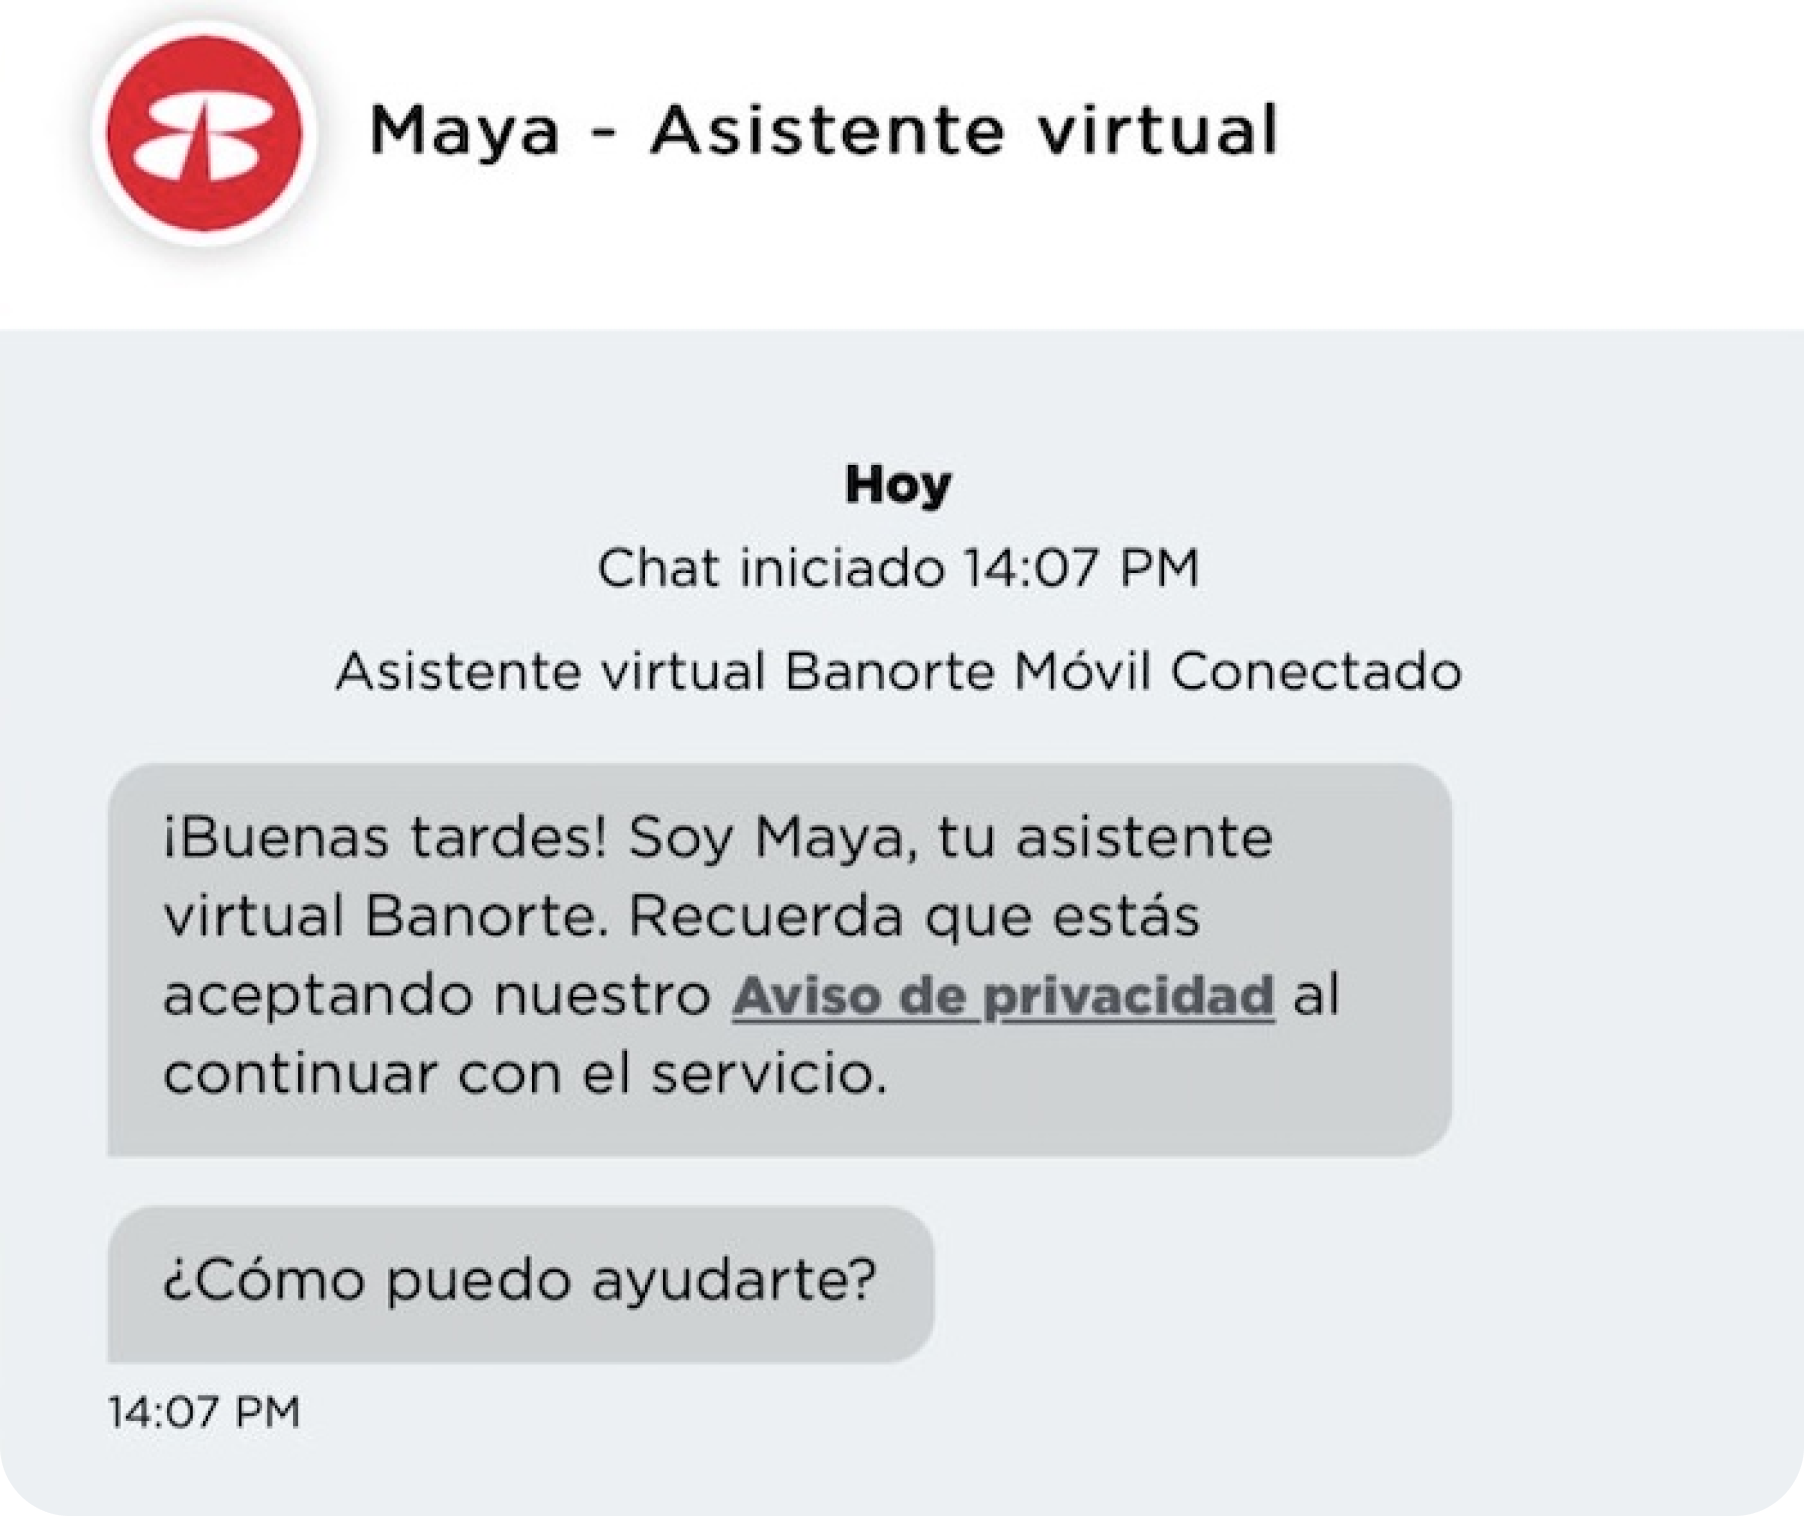 Maya - Asistente virtual
Hoy
Chat iniciado 14:07 PM
Asistente virtual Banorte Móvil Conectado
¡Buenas tardes! Soy Maya, tu asistente
virtual Banorte. Recuerda que estás
aceptando nuestro Aviso de privacidad al
continuar con el servicio.
¿Cómo puedo ayudarte?
14:07 PM